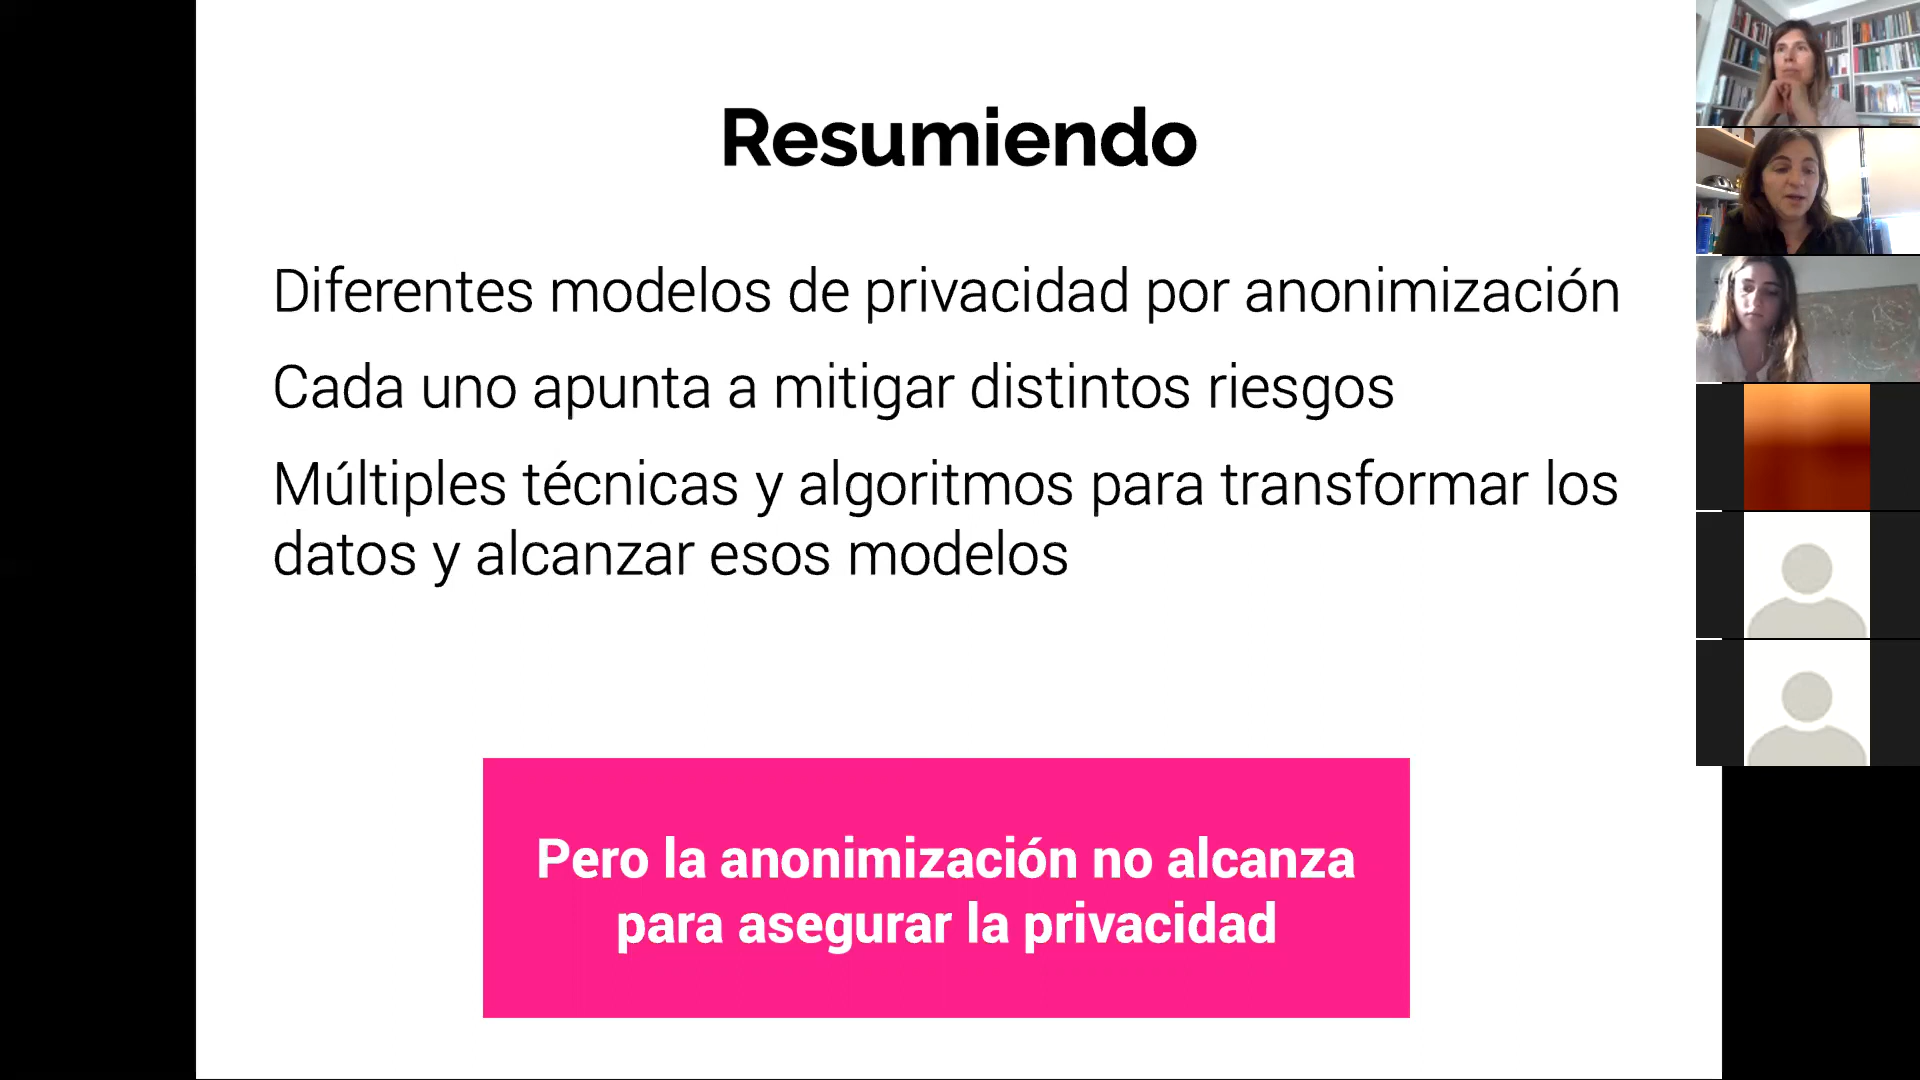 Resumiendo
Diferentes modelos de privacidad por anonimización
Cada uno apunta a mitigar distintos riesgos
Múltiples técnicas y algoritmos para transformar los
datos y alcanzar esos modelos
Pero la anonimización no alcanza
para asegurar la privacidad